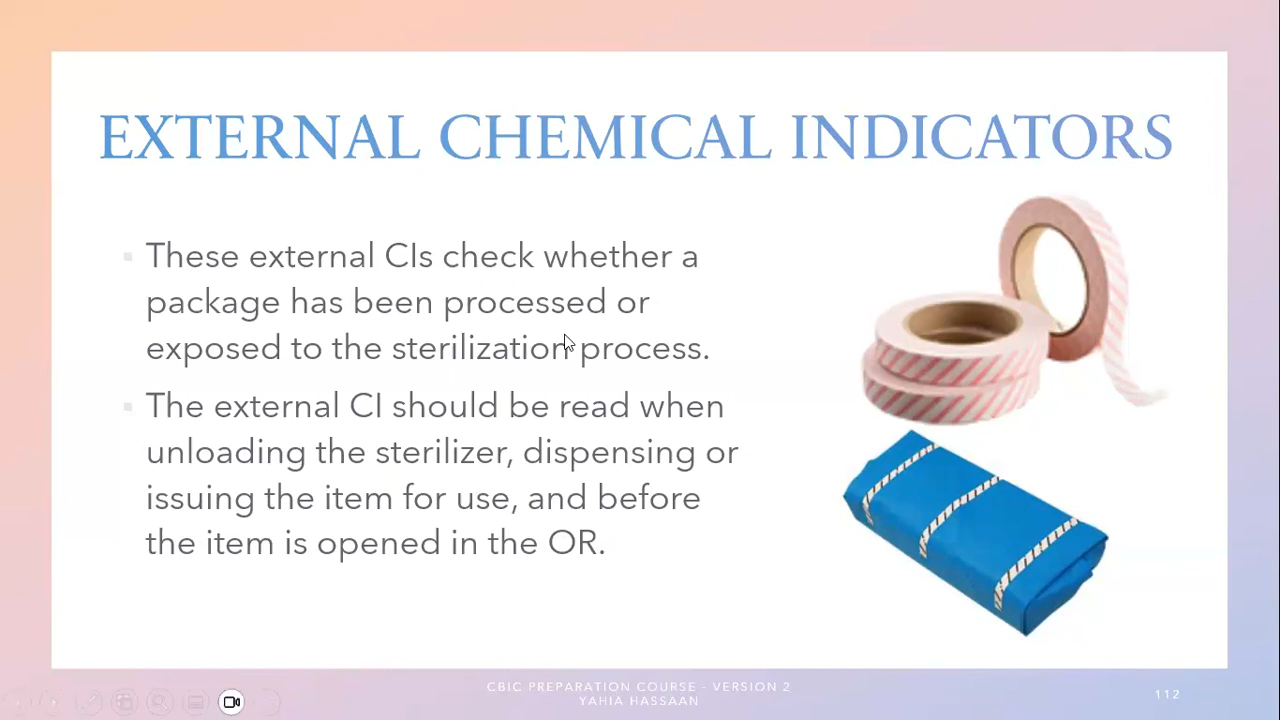 EXTERNAL CHEMICAL INDICATORS
These external CIs check whether a
package has been processed or
exposed to the sterilization process.
The external CI should be read when
unloading the sterilizer, dispensing or
issuing the item for use, and before
the item is opened in the OR.
CBIC PREPARATION COURSE - VERSION 2
YAHIA HASSAAN
112